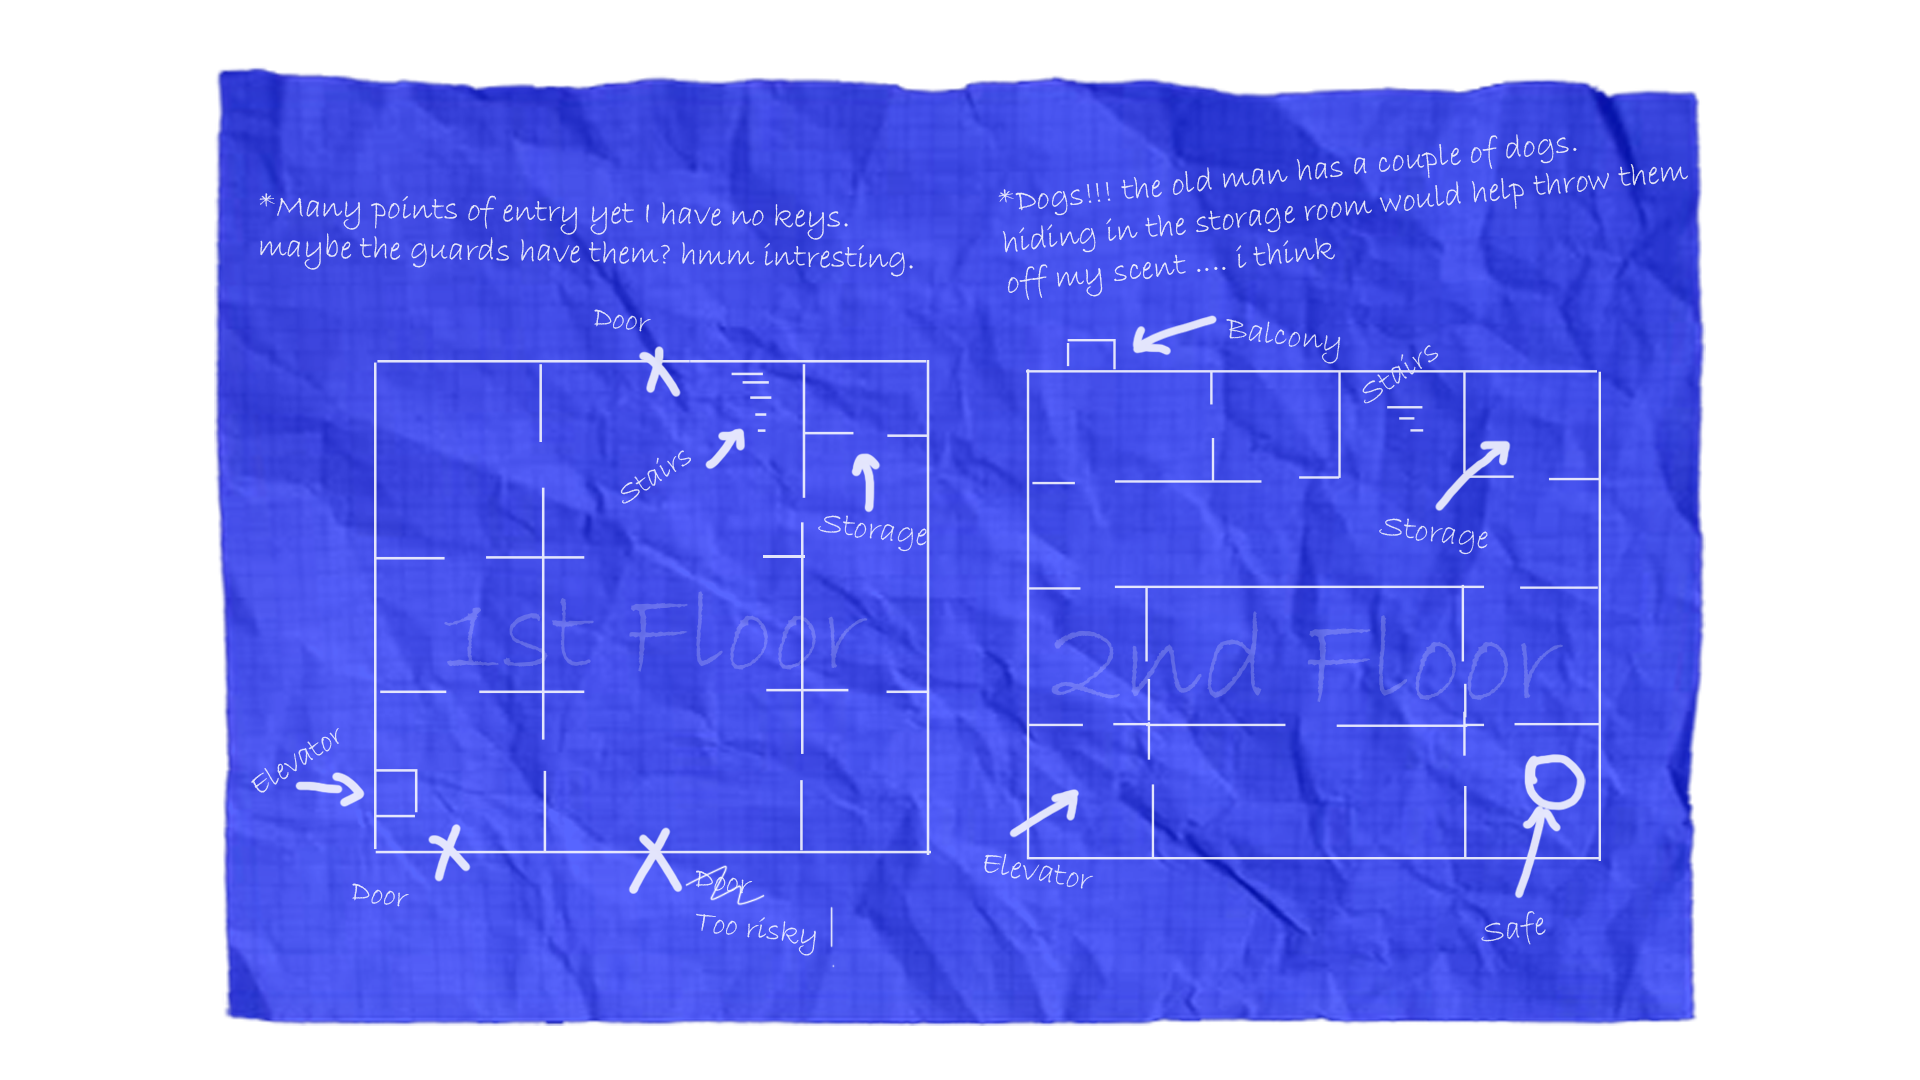 *Many points of entry yet I have no keys.
maybe the guards have them? hmm intresting.
*Dogs!!! the old man has a couple of dogs.
hiding in the storage room would help throw them
off my scent .... i think
Door
Stairs
Storage
1st Floor
Elevator
Door
Door
Too risky!
Balcony
Stairs
Storage
2nd Floor
Elevator
Safe